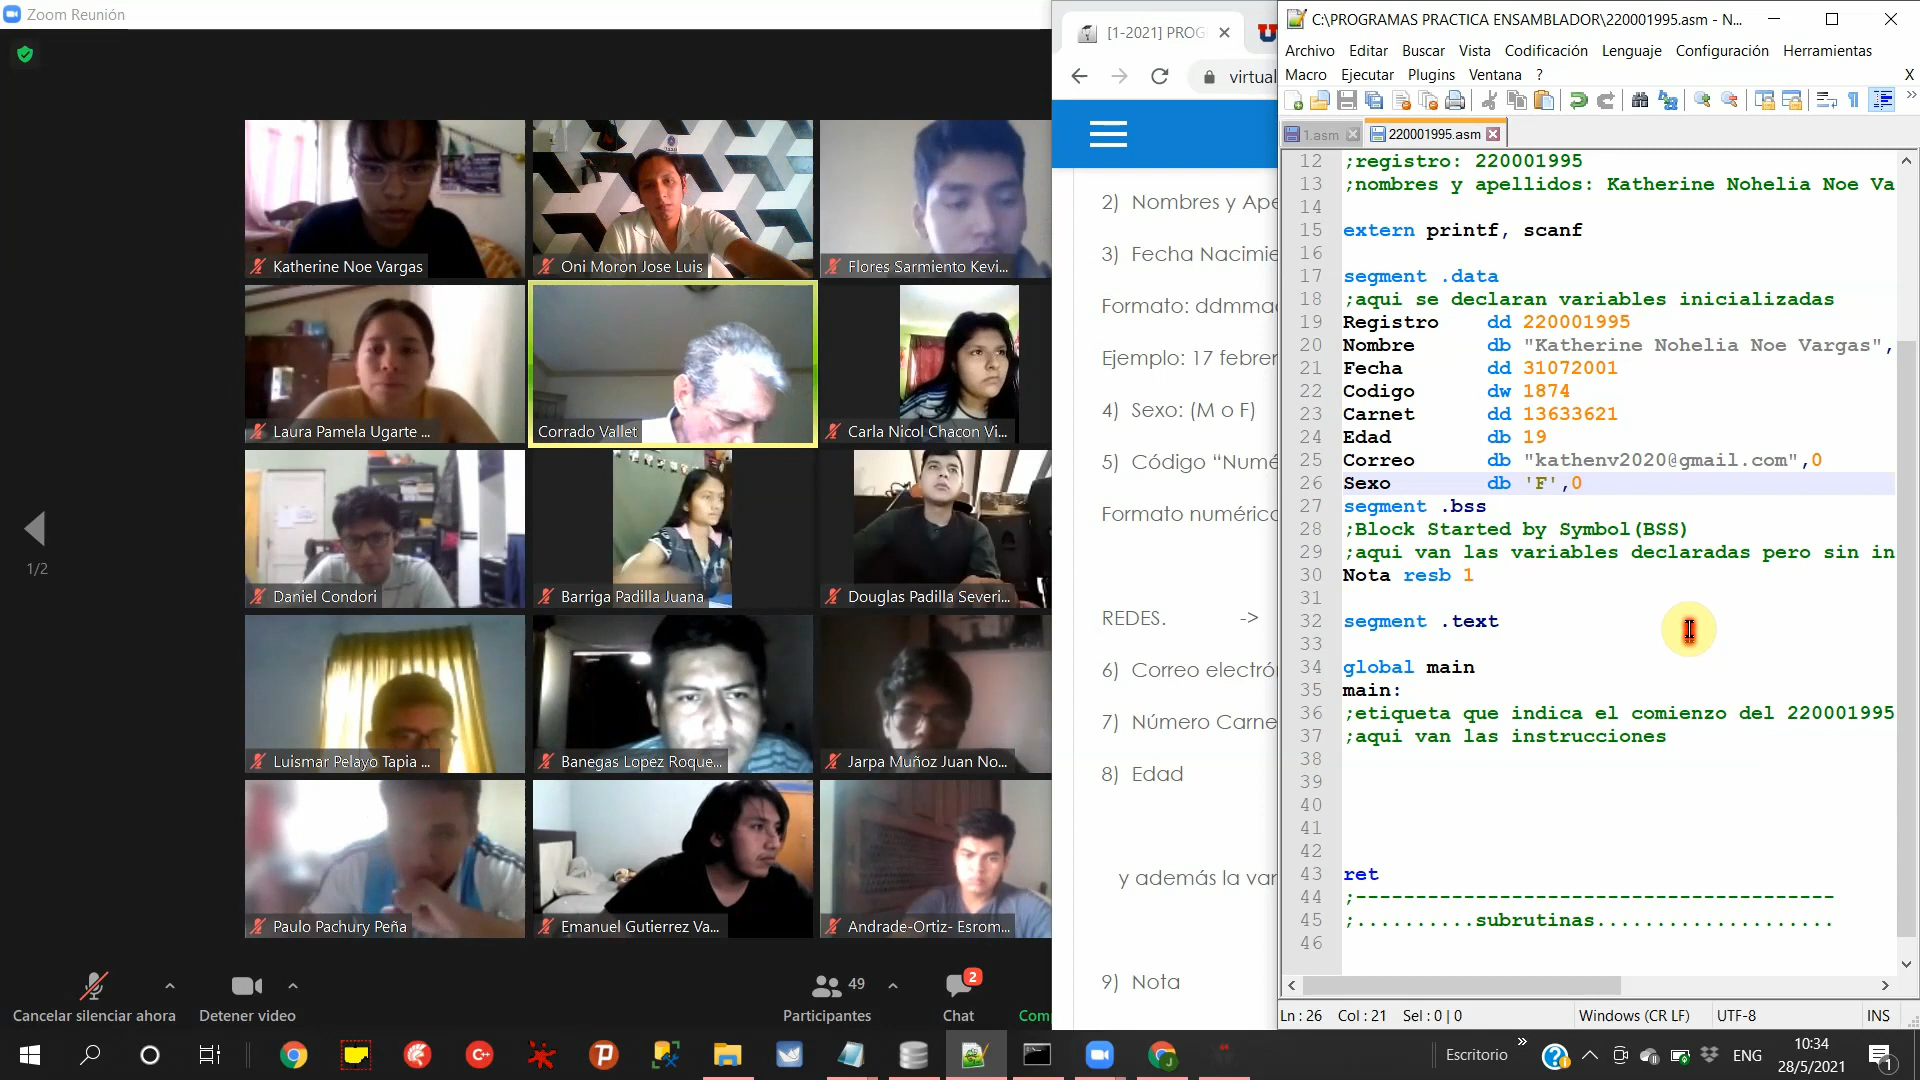 Zoom Reunión
Katherine Noe Vargas
Oni Moron Jose Luis
Flores Sarmiento Kevi...
Laura Pamela Ugarte ...
Corrado Vallet
Carla Nicol Chacon Vi...
Daniel Condori
Barriga Padilla Juana
Douglas Padilla Severi...
Luismar Pelayo Tapia ...
Banegas Lopez Roque...
Jarpa Muñoz Juan No...
Paulo Pachury Peña
Emanuel Gutierrez Va...
Andrade-Ortiz- Esrom...
1/2
Cancelar silenciar ahora
Detener video
49
Participantes
2
Chat
Com
[1-2021] PROG
virtual
2) Nombres y Ape
3) Fecha Nacimie
Formato: ddmmaa
Ejemplo: 17 febrer
4) Sexo: (M o F)
5) Código “Numé
Formato numérico
REDES. ->
6) Correo electrón
7) Número Carne
8) Edad
y además la var
9) Nota
C:\PROGRAMAS PRACTICA ENSAMBLADOR\220001995.asm - N...
Archivo Editar Buscar Vista Codificación Lenguaje Configuración Herramientas
Macro Ejecutar Plugins Ventana ? X
1.asm 220001995.asm
12 ;registro: 220001995
13 ;nombres y apellidos: Katherine Nohelia Noe Va
14
15 extern printf, scanf
16
17 segment .data
18 ;aqui se declaran variables inicializadas
19 Registro dd 220001995
20 Nombre db "Katherine Nohelia Noe Vargas",
21 Fecha dd 31072001
22 Codigo dw 1874
23 Carnet dd 13633621
24 Edad db 19
25 Correo db "kathenv2020@gmail.com",0
26 Sexo db 'F',0
27 segment .bss
28 ;Block Started by Symbol(BSS)
29 ;aqui van las variables declaradas pero sin in
30 Nota resb 1
31
32 segment .text
33
34 global main
35 main:
36 ;etiqueta que indica el comienzo del 220001995
37 ;aqui van las instrucciones
38
39
40
41
42
43 ret
44 ;----------------------------------------
45 ;..........subrutinas....................
46
Ln : 26 Col : 21 Sel : 0 | 0 Windows (CR LF) UTF-8 INS
Escritorio
ENG
10:34
28/5/2021
1